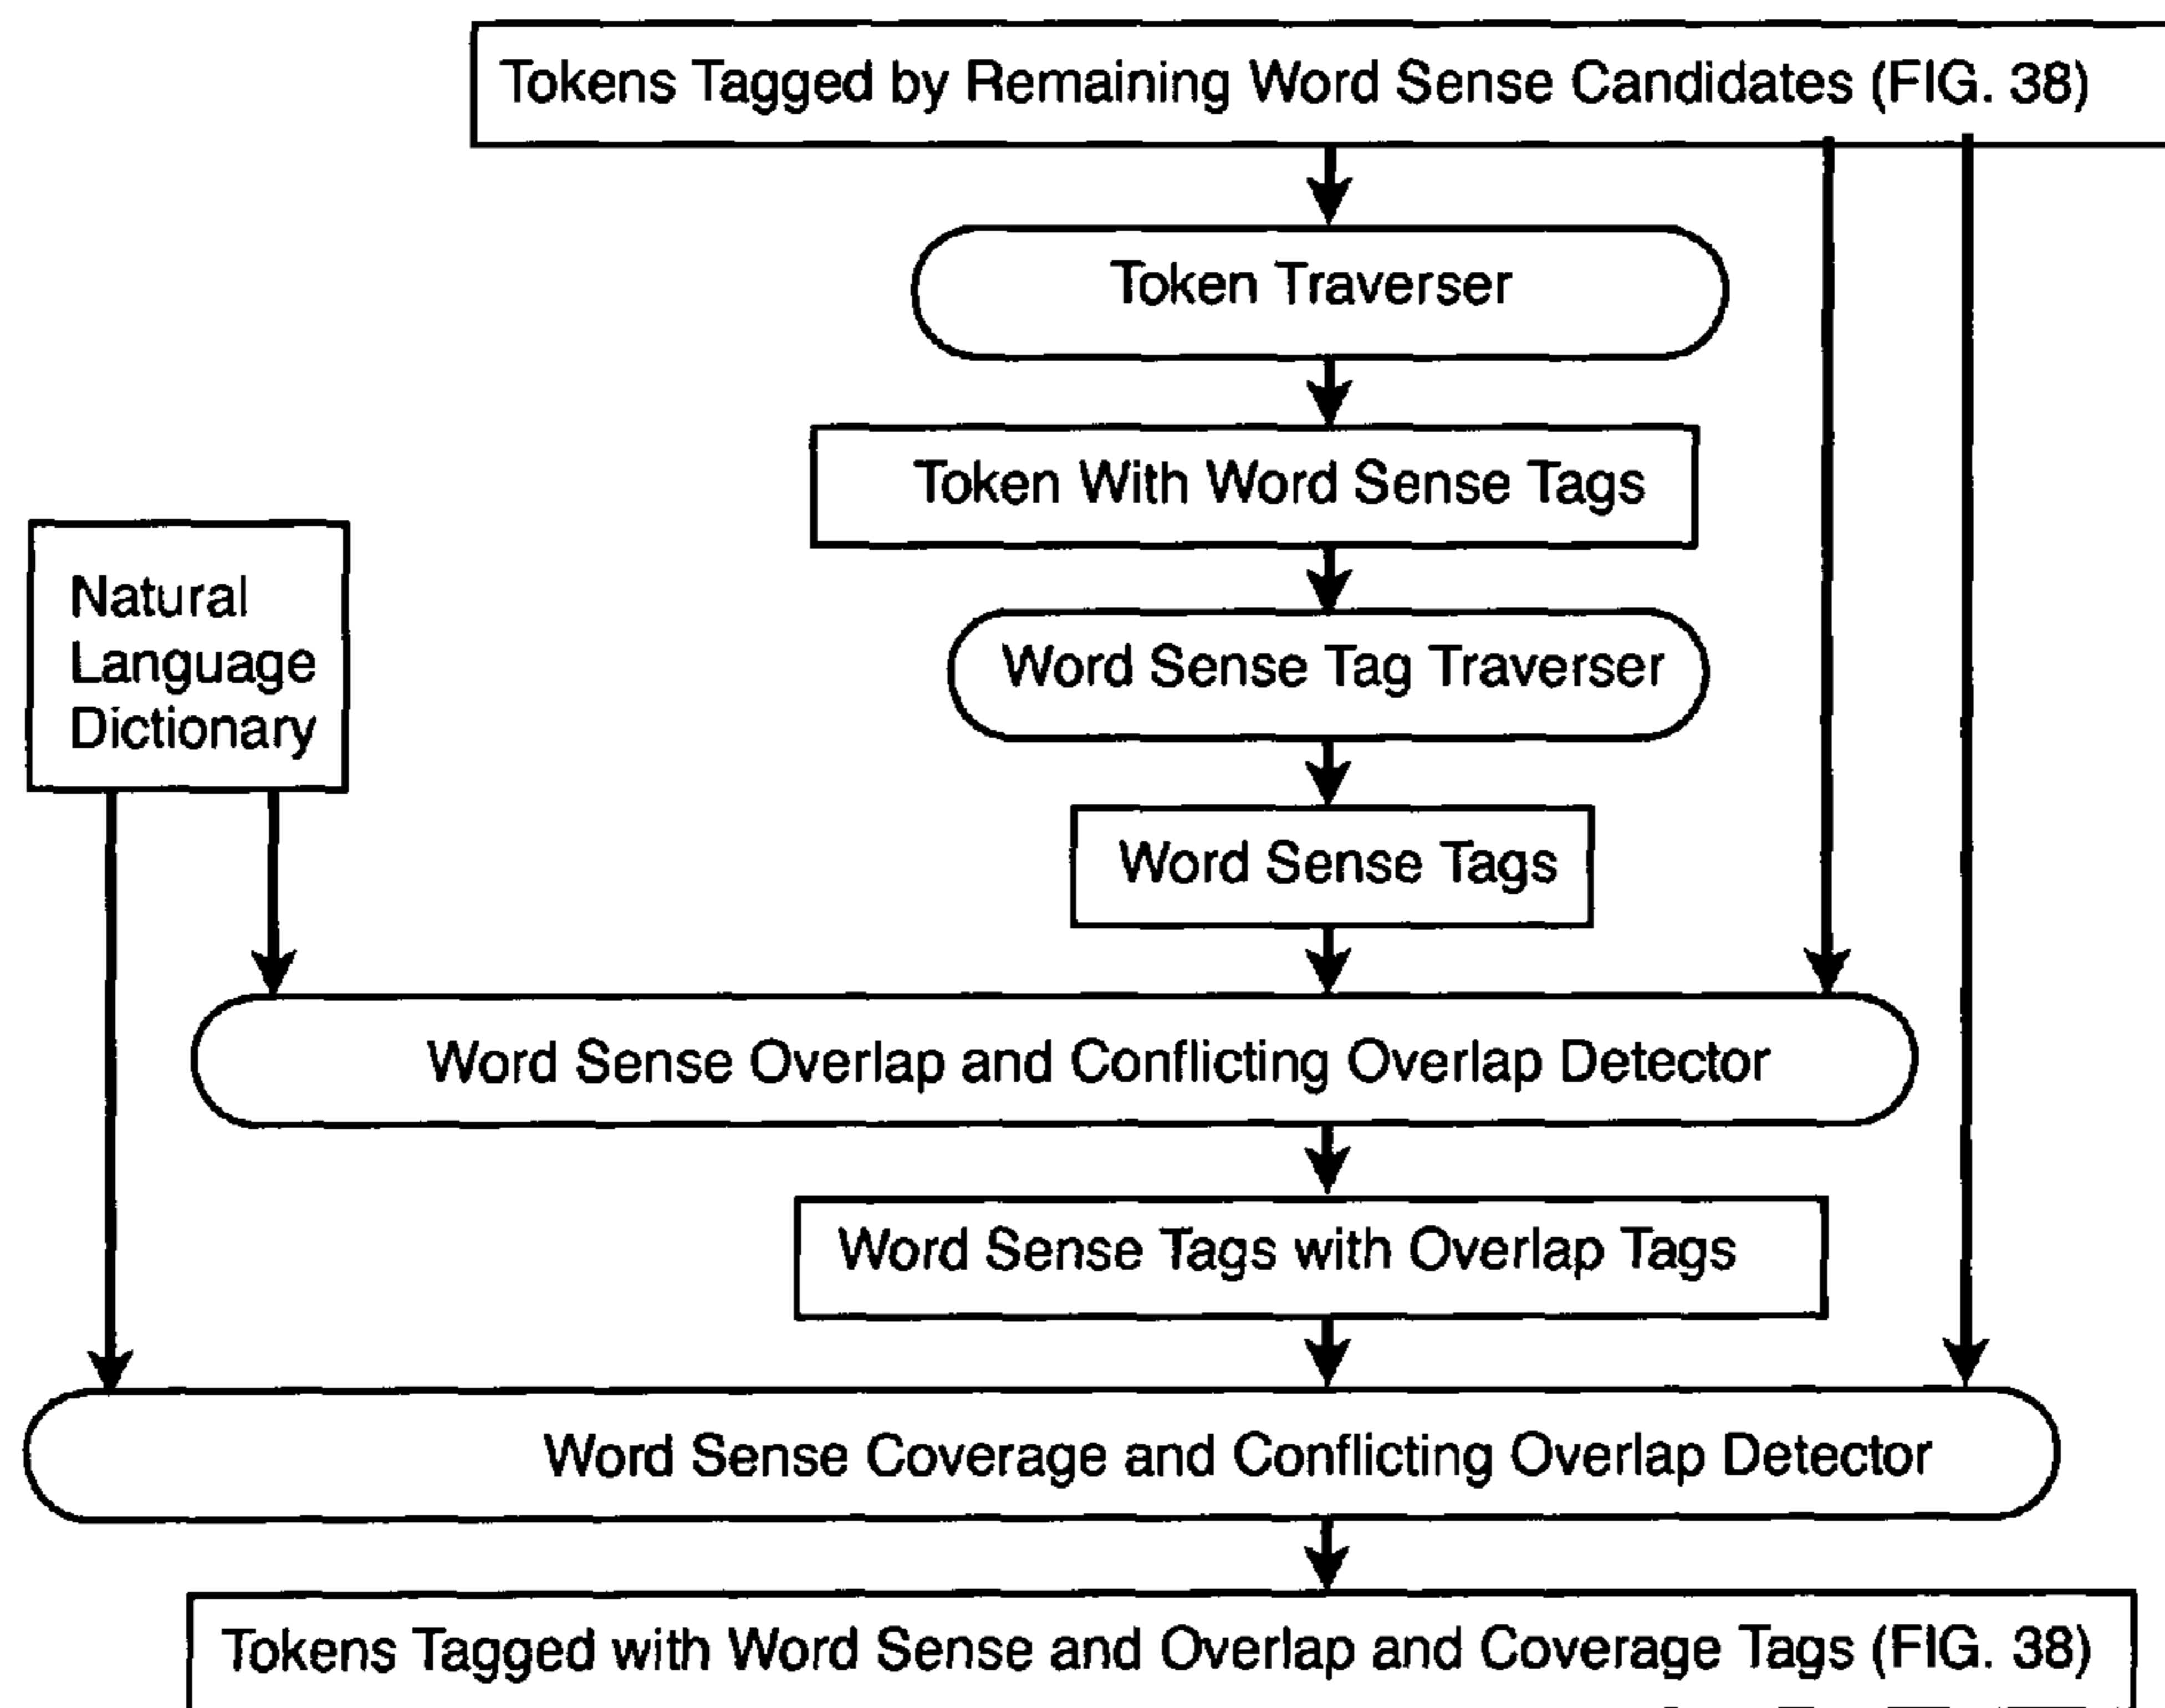 Tokens Tagged by Remaining Word Sense Candidates (FIG. 38)
Token Traverser
Token With Word Sense Tags
Natural
Language
Dictionary
Word Sense Tag Traverser
Word Sense Tags
Word Sense Overlap and Conflicting Overlap Detector
Word Sense Tags with Overlap Tags
Word Sense Coverage and Conflicting Overlap Detector
Tokens Tagged with Word Sense and Overlap and Coverage Tags (FIG. 38)